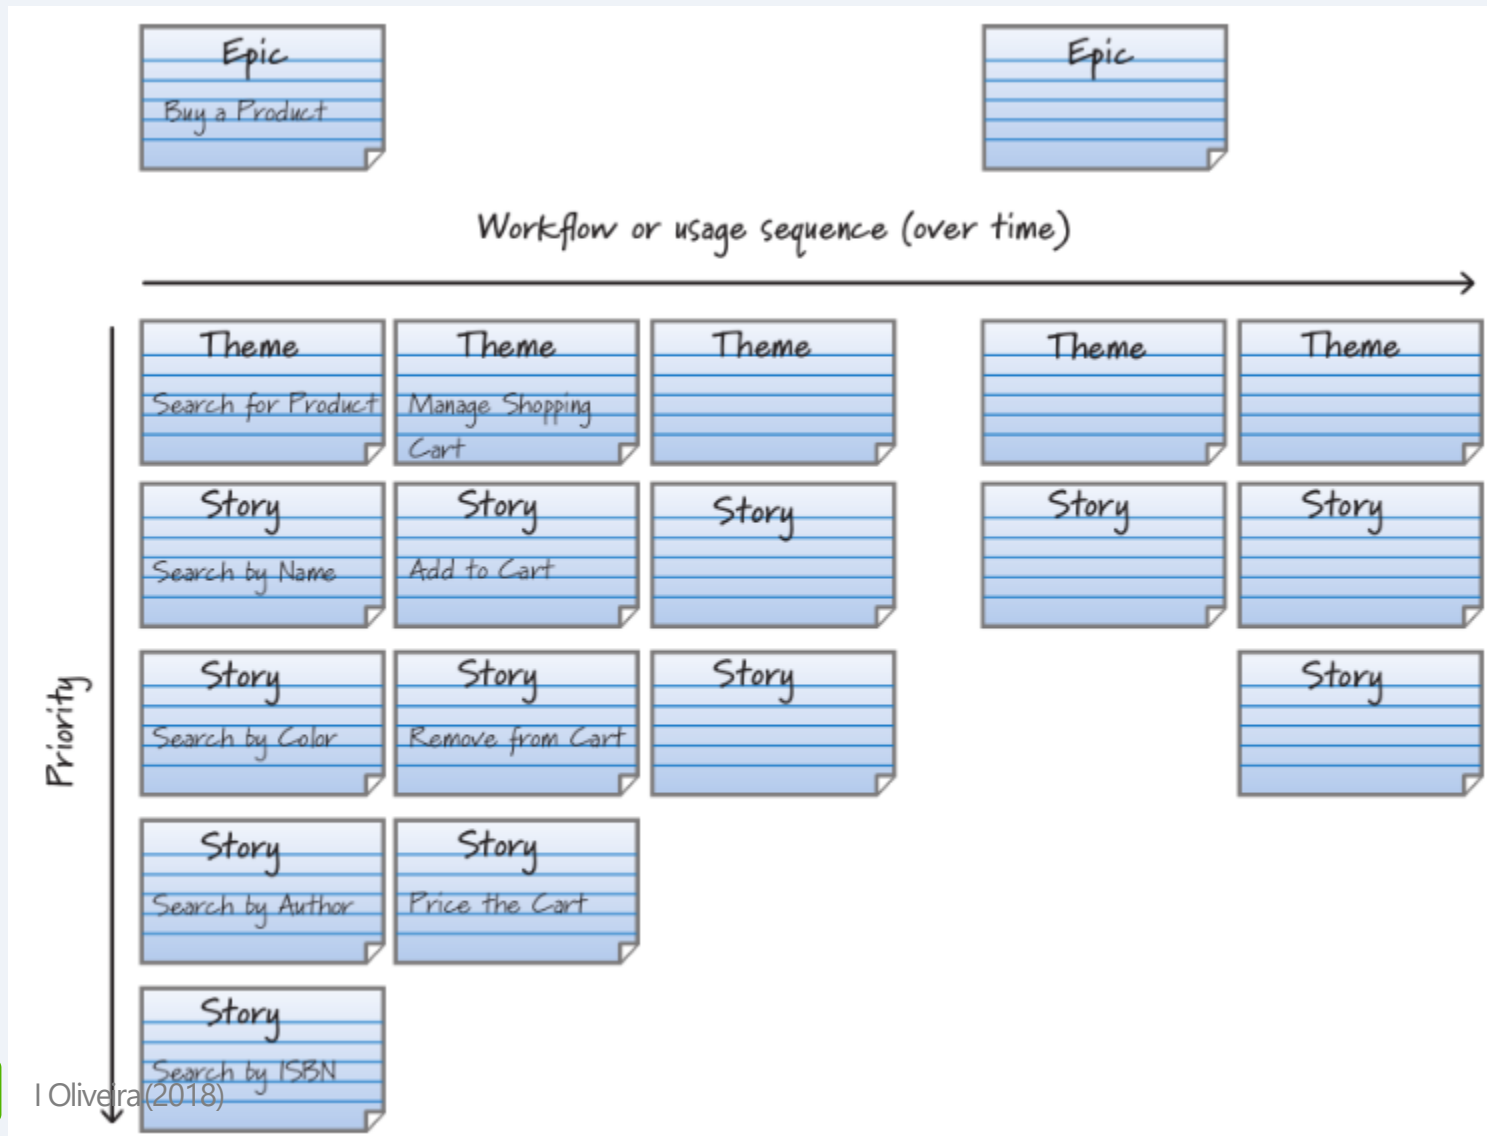 Epic
Buy a Product
Epic
Workflow or usage sequence (over time)
Theme
Search for Product
Theme
Manage Shopping
Cart
Theme
Theme
Theme
Story
Search by Name
Story
Add to Cart
Story
Story
Story
Priority
Story
Search by Color
Story
Remove from Cart
Story
Story
Story
Search by Author
Story
Price the Cart
Story
Search by ISBN
I Oliveira (2018)